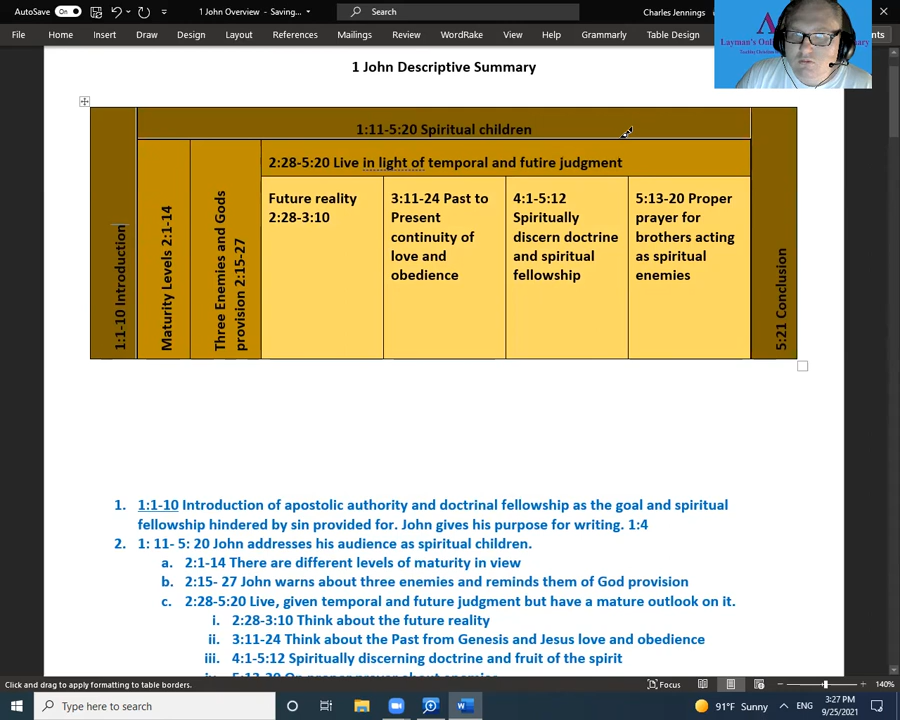 AutoSave On 1 John Overview - Saving... Search Charles Jennings
File Home Insert Draw Design Layout References Mailings Review WordRake View Help Grammarly Table Design
Layman's Onl
1 John Descriptive Summary
1:11-5:20 Spiritual children
2:28-5:20 Live in light of temporal and futire judgment
1:1-10 Introduction
Maturity Levels 2:1-14
Three Enemies and Gods
provision 2:15-27
Future reality
2:28-3:10
3:11-24 Past to
Present
continuity of
love and
obedience
4:1-5:12
Spiritually
discern doctrine
and spiritual
fellowship
5:13-20 Proper
prayer for
brothers acting
as spiritual
enemies
5:21 Conclusion
1. 1:1-10 Introduction of apostolic authority and doctrinal fellowship as the goal and spiritual
fellowship hindered by sin provided for. John gives his purpose for writing. 1:4
2. 1: 11- 5: 20 John addresses his audience as spiritual children.
a. 2:1-14 There are different levels of maturity in view
b. 2:15- 27 John warns about three enemies and reminds them of God provision
c. 2:28-5:20 Live, given temporal and future judgment but have a mature outlook on it.
i. 2:28-3:10 Think about the future reality
ii. 3:11-24 Think about the Past from Genesis and Jesus love and obedience
iii. 4:1-5:12 Spiritually discerning doctrine and fruit of the spirit
Click and drag to apply formatting to table borders. Focus 140%
Type here to search 91°F Sunny ENG 3:27 PM
9/25/2021